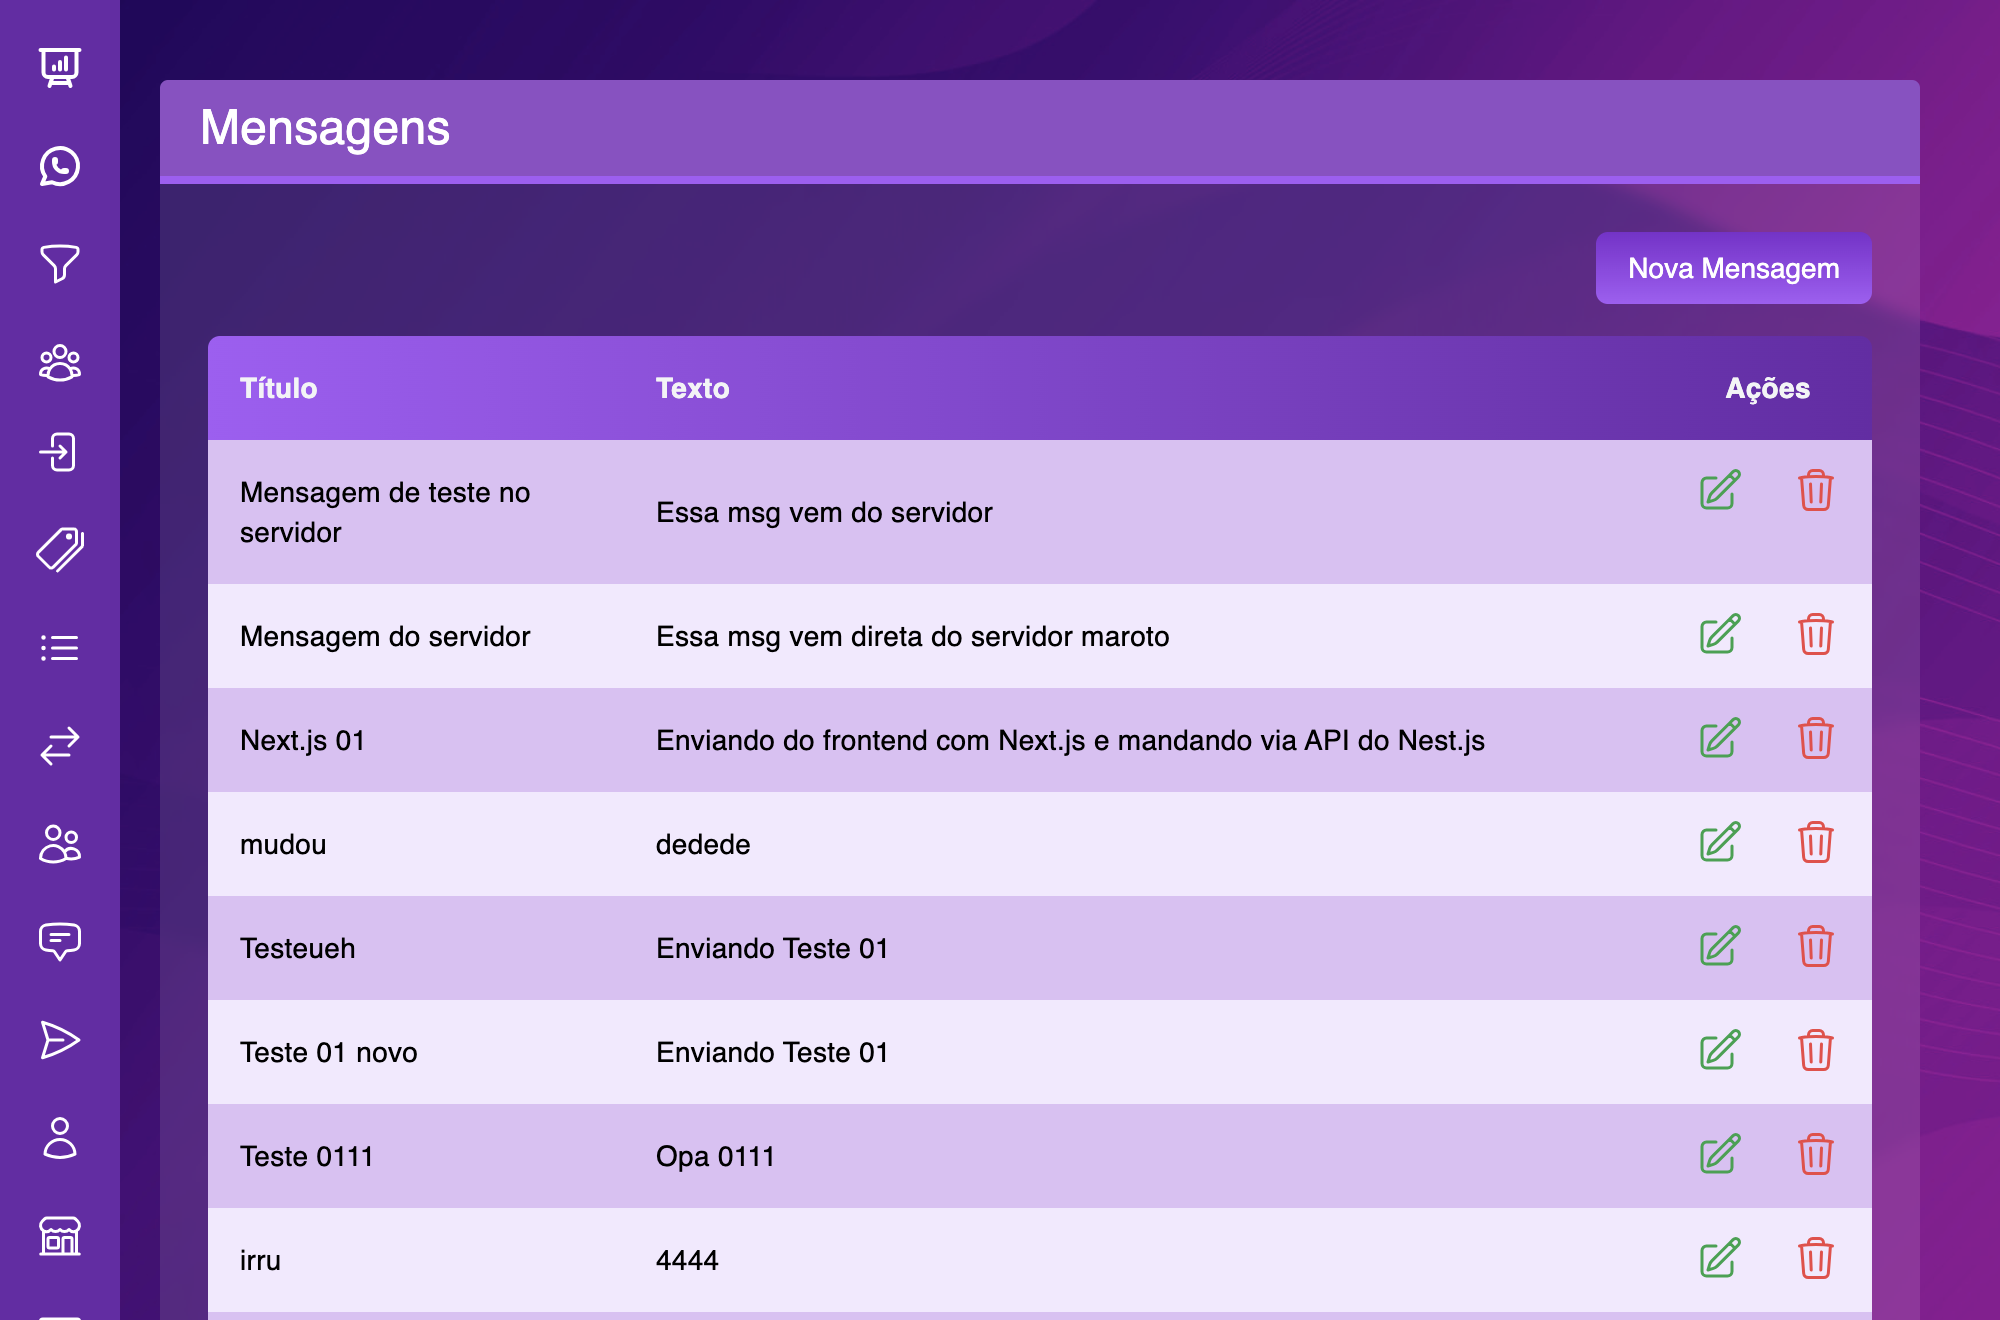 Mensagens
Nova Mensagem
Título Texto Ações
Mensagem de teste no
servidor
Essa msg vem do servidor
Mensagem do servidor Essa msg vem direta do servidor maroto
Next.js 01 Enviando do frontend com Next.js e mandando via API do Nest.js
mudou dedede
Testeueh Enviando Teste 01
Teste 01 novo Enviando Teste 01
Teste 0111 Opa 0111
irru 4444